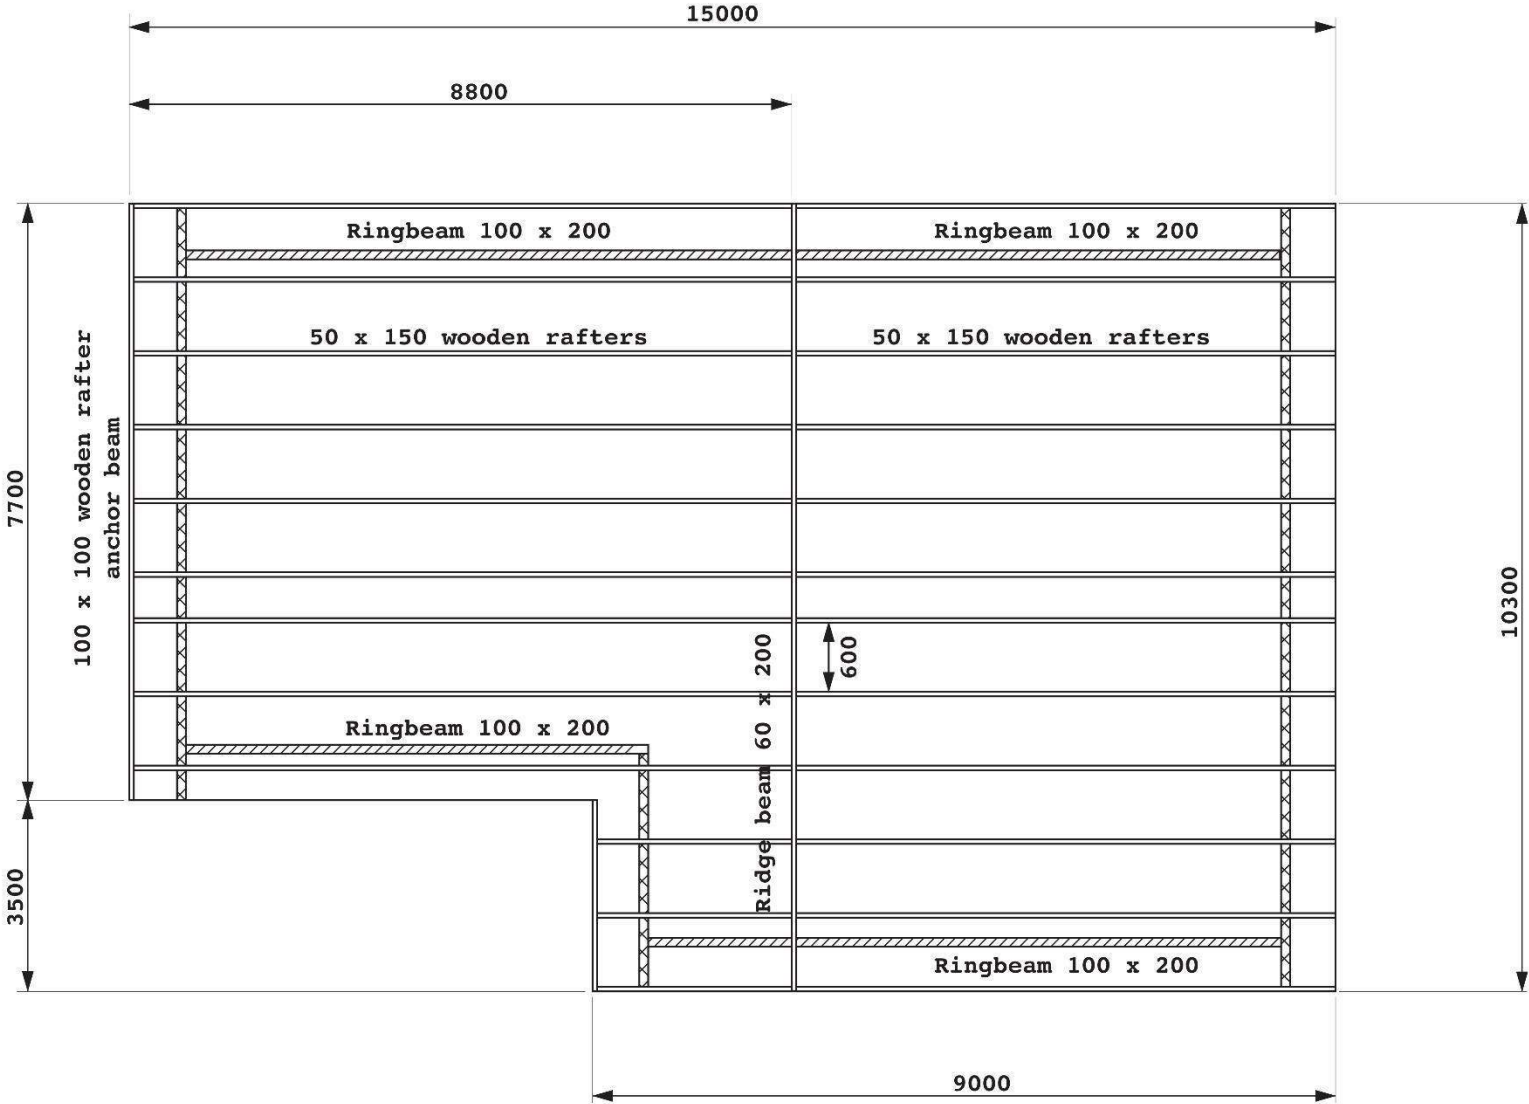 15000
8800
Ringbeam 100 x 200
Ringbeam 100 x 200
50 x 150 wooden rafters
50 x 150 wooden rafters
100 x 100 wooden rafter
anchor beam
7700
10300
600
Ridge beam 60 x 200
Ringbeam 100 x 200
3500
Ringbeam 100 x 200
9000